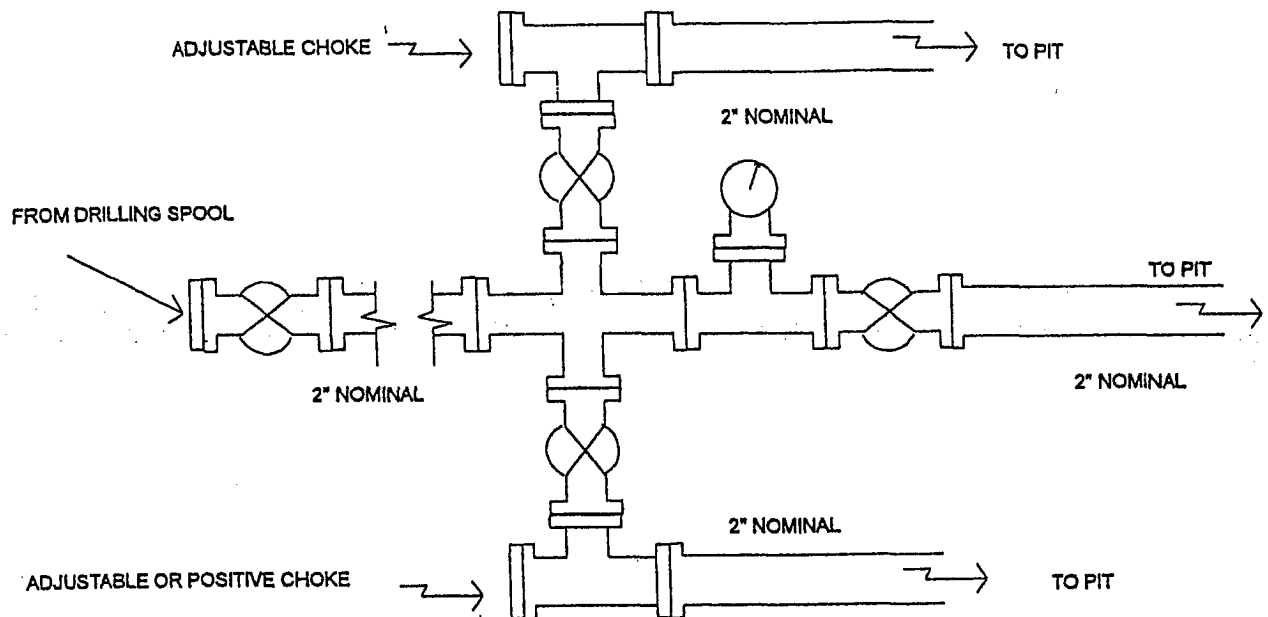 ADJUSTABLE CHOKE
TO PIT
2" NOMINAL
FROM DRILLING SPOOL
TO PIT
2" NOMINAL
2" NOMINAL
2" NOMINAL
ADJUSTABLE OR POSITIVE CHOKE
TO PIT